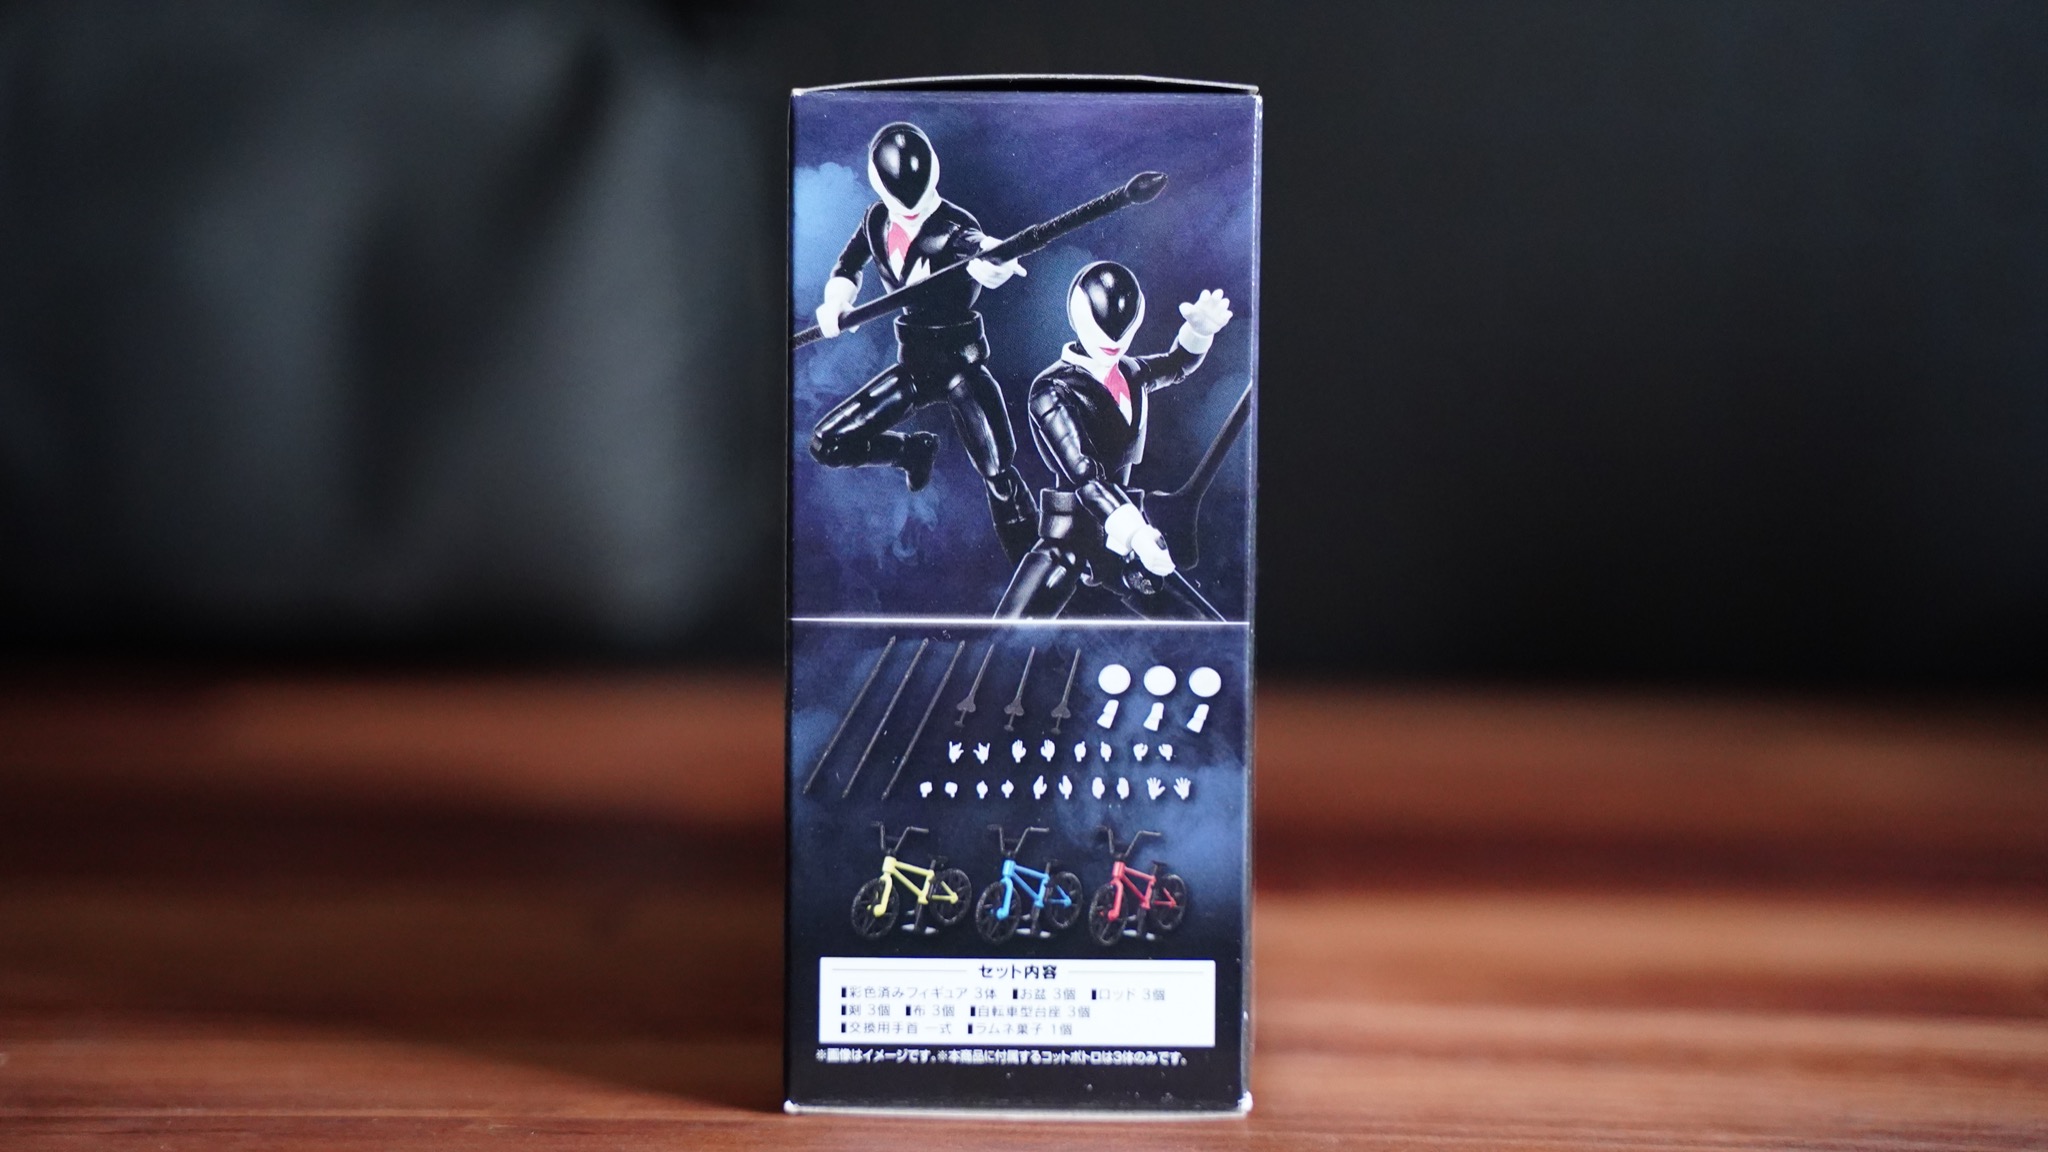 セット内容
■彩色済みフィギュア 3体 ■お盆 3個 ■ロッド 3個
■剣 3個 ■布 3個 ■自転車型台座 3個
■交換用手首 一式 ■ラムネ菓子 1個
※画像はイメージです。※本商品に付属するコットポトロは3体のみです。